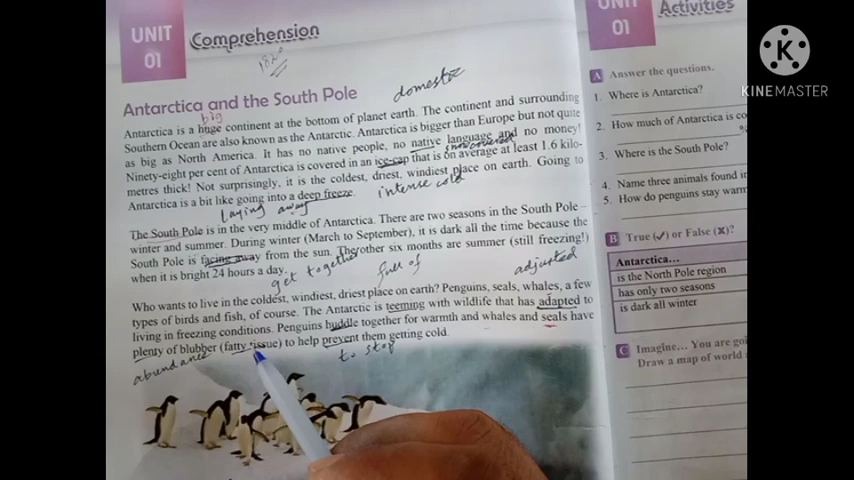 UNIT
01
Comprehension
1820
Antarctica and the South Pole
domestic
big
Antarctica is a huge continent at the bottom of planet earth. The continent and surrounding
Southern Ocean are also known as the Antarctic. Antarctica is bigger than Europe but not quite
as big as North America. It has no native people, no native language and no money!
snow covered
Ninety-eight per cent of Antarctica is covered in an ice-cap that is on average at least 1.6 kilo-
metres thick! Not surprisingly, it is the coldest, driest, windiest place on earth. Going to
Antarctica is a bit like going into a deep freeze.
intense cold
Laying away
The South Pole is in the very middle of Antarctica. There are two seasons in the South Pole –
winter and summer. During winter (March to September), it is dark all the time because the
South Pole is facing away from the sun. The other six months are summer (still freezing!)
when it is bright 24 hours a day.
get together
full of
adjusted
Who wants to live in the coldest, windiest, driest place on earth? Penguins, seals, whales, a few
types of birds and fish, of course. The Antarctic is teeming with wildlife that has adapted to
living in freezing conditions. Penguins huddle together for warmth and whales and seals have
plenty of blubber (fatty tissue) to help prevent them getting cold.
abundance
to stop
UNIT
01
Activities
A Answer the questions.
1. Where is Antarctica?
2. How much of Antarctica is co
3. Where is the South Pole?
4. Name three animals found in
5. How do penguins stay warm
B True (✓) or False (✗)?
Antarctica...
is the North Pole region
has only two seasons
is dark all winter
C Imagine... You are goi
Draw a map of world
KINEMASTER